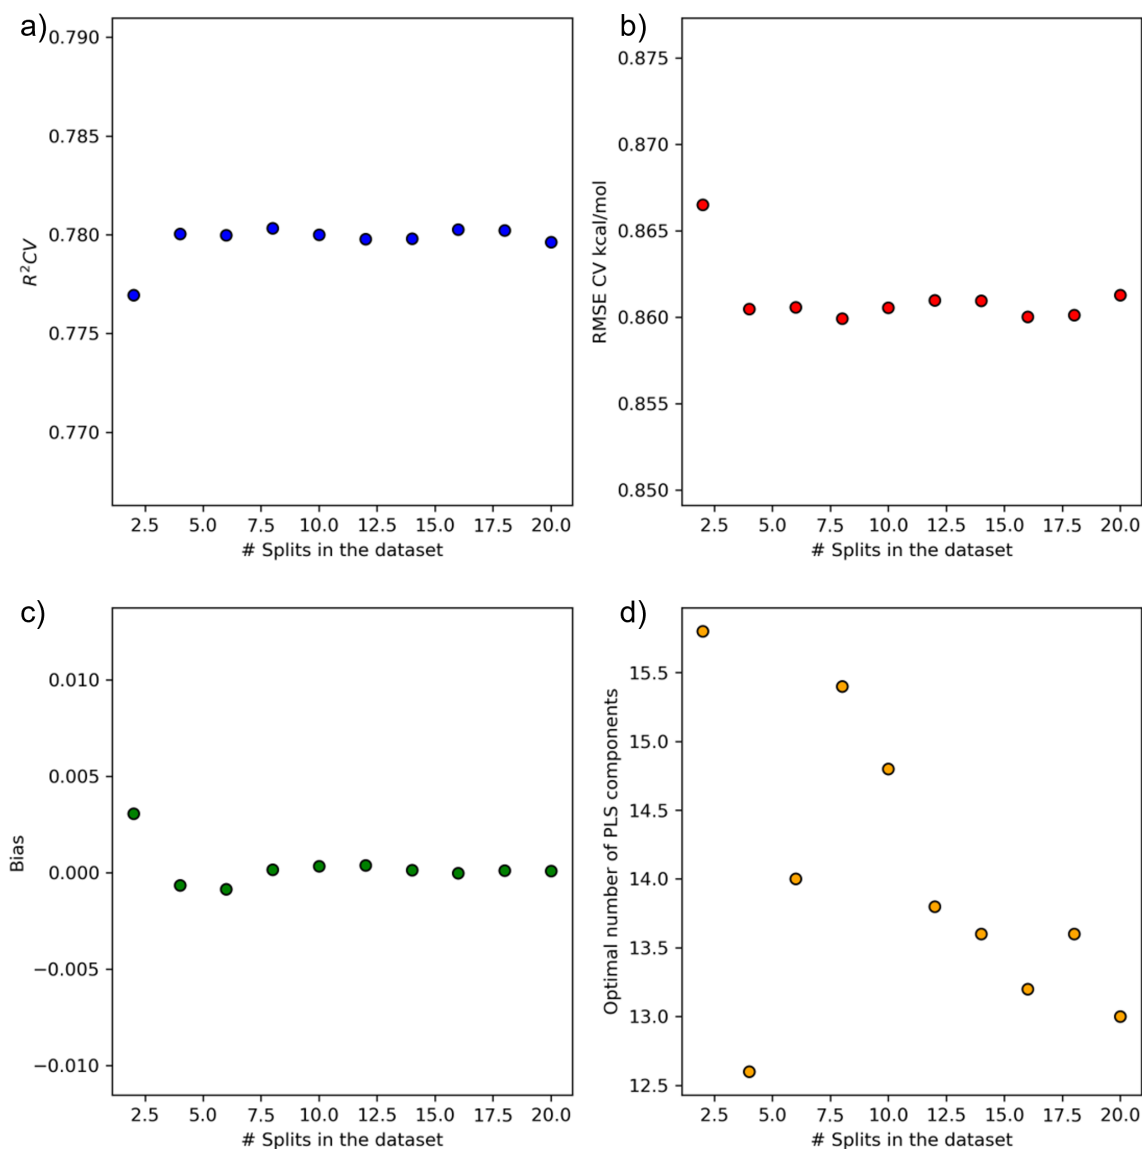 a)
0.790
0.785
0.780
0.775
0.770
R²CV
2.5 5.0 7.5 10.0 12.5 15.0 17.5 20.0
# Splits in the dataset
b)
0.875
0.870
0.865
0.860
0.855
0.850
RMSE CV kcal/mol
2.5 5.0 7.5 10.0 12.5 15.0 17.5 20.0
# Splits in the dataset
c)
0.010
0.005
0.000
−0.005
−0.010
Bias
2.5 5.0 7.5 10.0 12.5 15.0 17.5 20.0
# Splits in the dataset
d)
15.5
15.0
14.5
14.0
13.5
13.0
12.5
Optimal number of PLS components
2.5 5.0 7.5 10.0 12.5 15.0 17.5 20.0
# Splits in the dataset